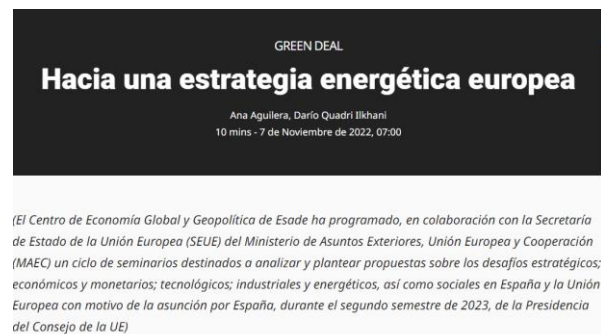 GREEN DEAL
Hacia una estrategia energética europea
Ana Aguilera, Darío Quadri Ilkhani
10 mins - 7 de Noviembre de 2022, 07:00
(El Centro de Economía Global y Geopolítica de Esade ha programado, en colaboración con la Secretaría
de Estado de la Unión Europea (SEUE) del Ministerio de Asuntos Exteriores, Unión Europea y Cooperación
(MAEC) un ciclo de seminarios destinados a analizar y plantear propuestas sobre los desafíos estratégicos;
económicos y monetarios; tecnológicos; industriales y energéticos, así como sociales en España y la Unión
Europea con motivo de la asunción por España, durante el segundo semestre de 2023, de la Presidencia
del Consejo de la UE)